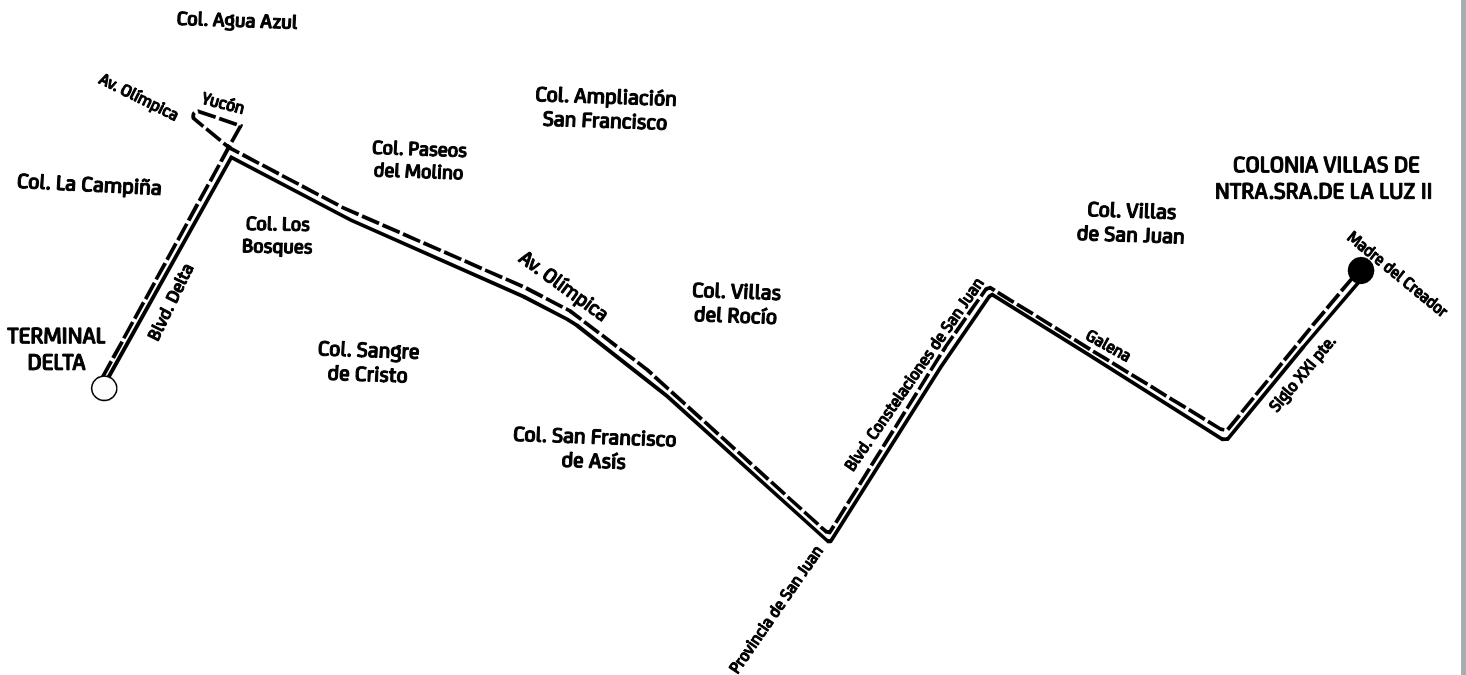 Col. Agua Azul
Av. Olímpica
Yucón
Col. Ampliación
San Francisco
Col. Paseos
del Molino
Col. La Campiña
COLONIA VILLAS DE
NTRA.SRA.DE LA LUZ II
Col. Los
Bosques
Col. Villas
de San Juan
Madre del Creador
Av. Olímpica
Blvd. Delta
Col. Villas
del Rocío
TERMINAL
DELTA
Col. Sangre
de Cristo
Blvd. Constelaciones de San Juan
Galena
Siglo XXI pte.
Col. San Francisco
de Asís
Provincia de San Juan